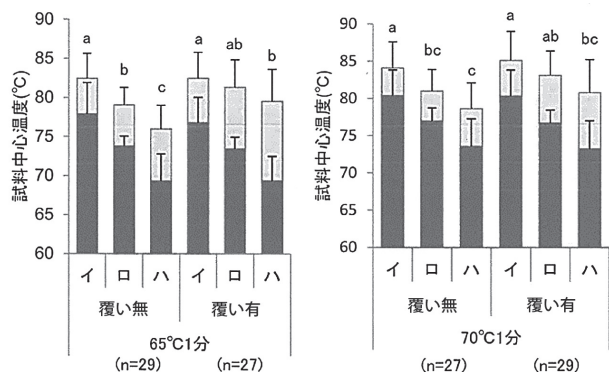 試料中心温度(℃)
90
85
80
75
70
65
60
a
b
c
a
ab
b
イ
ロ
ハ
イ
ロ
ハ
覆い無
覆い有
65℃1分
(n=29)
(n=27)
試料中心温度(℃)
85
80
75
70
65
60
a
bc
c
a
ab
bc
イ
ロ
ハ
イ
ロ
ハ
覆い無
覆い有
70℃1分
(n=27)
(n=29)